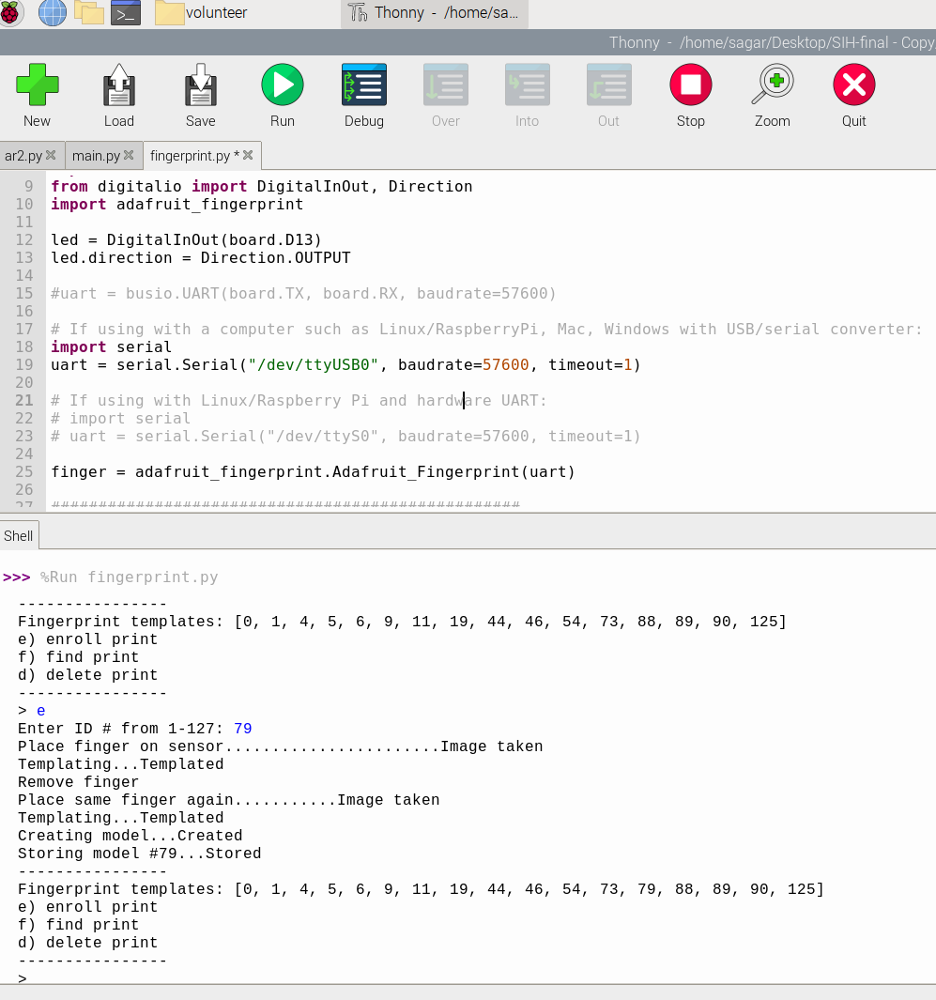 volunteer
Thonny - /home/sa...
Thonny - /home/sagar/Desktop/SIH-final - Copy
New Load Save Run Debug Over Into Out Stop Zoom Quit
ar2.py main.py fingerprint.py *
9 from digitalio import DigitalInOut, Direction
10 import adafruit_fingerprint
11
12 led = DigitalInOut(board.D13)
13 led.direction = Direction.OUTPUT
14
15 #uart = busio.UART(board.TX, board.RX, baudrate=57600)
16
17 # If using with a computer such as Linux/RaspberryPi, Mac, Windows with USB/serial converter:
18 import serial
19 uart = serial.Serial("/dev/ttyUSB0", baudrate=57600, timeout=1)
20
21 # If using with Linux/Raspberry Pi and hardware UART:
22 # import serial
23 # uart = serial.Serial("/dev/ttyS0", baudrate=57600, timeout=1)
24
25 finger = adafruit_fingerprint.Adafruit_Fingerprint(uart)
26
27 ##################################################
Shell
>>> %Run fingerprint.py
----------------
Fingerprint templates: [0, 1, 4, 5, 6, 9, 11, 19, 44, 46, 54, 73, 88, 89, 90, 125]
e) enroll print
f) find print
d) delete print
----------------
> e
Enter ID # from 1-127: 79
Place finger on sensor.......................Image taken
Templating...Templated
Remove finger
Place same finger again...........Image taken
Templating...Templated
Creating model...Created
Storing model #79...Stored
----------------
Fingerprint templates: [0, 1, 4, 5, 6, 9, 11, 19, 44, 46, 54, 73, 79, 88, 89, 90, 125]
e) enroll print
f) find print
d) delete print
----------------
>